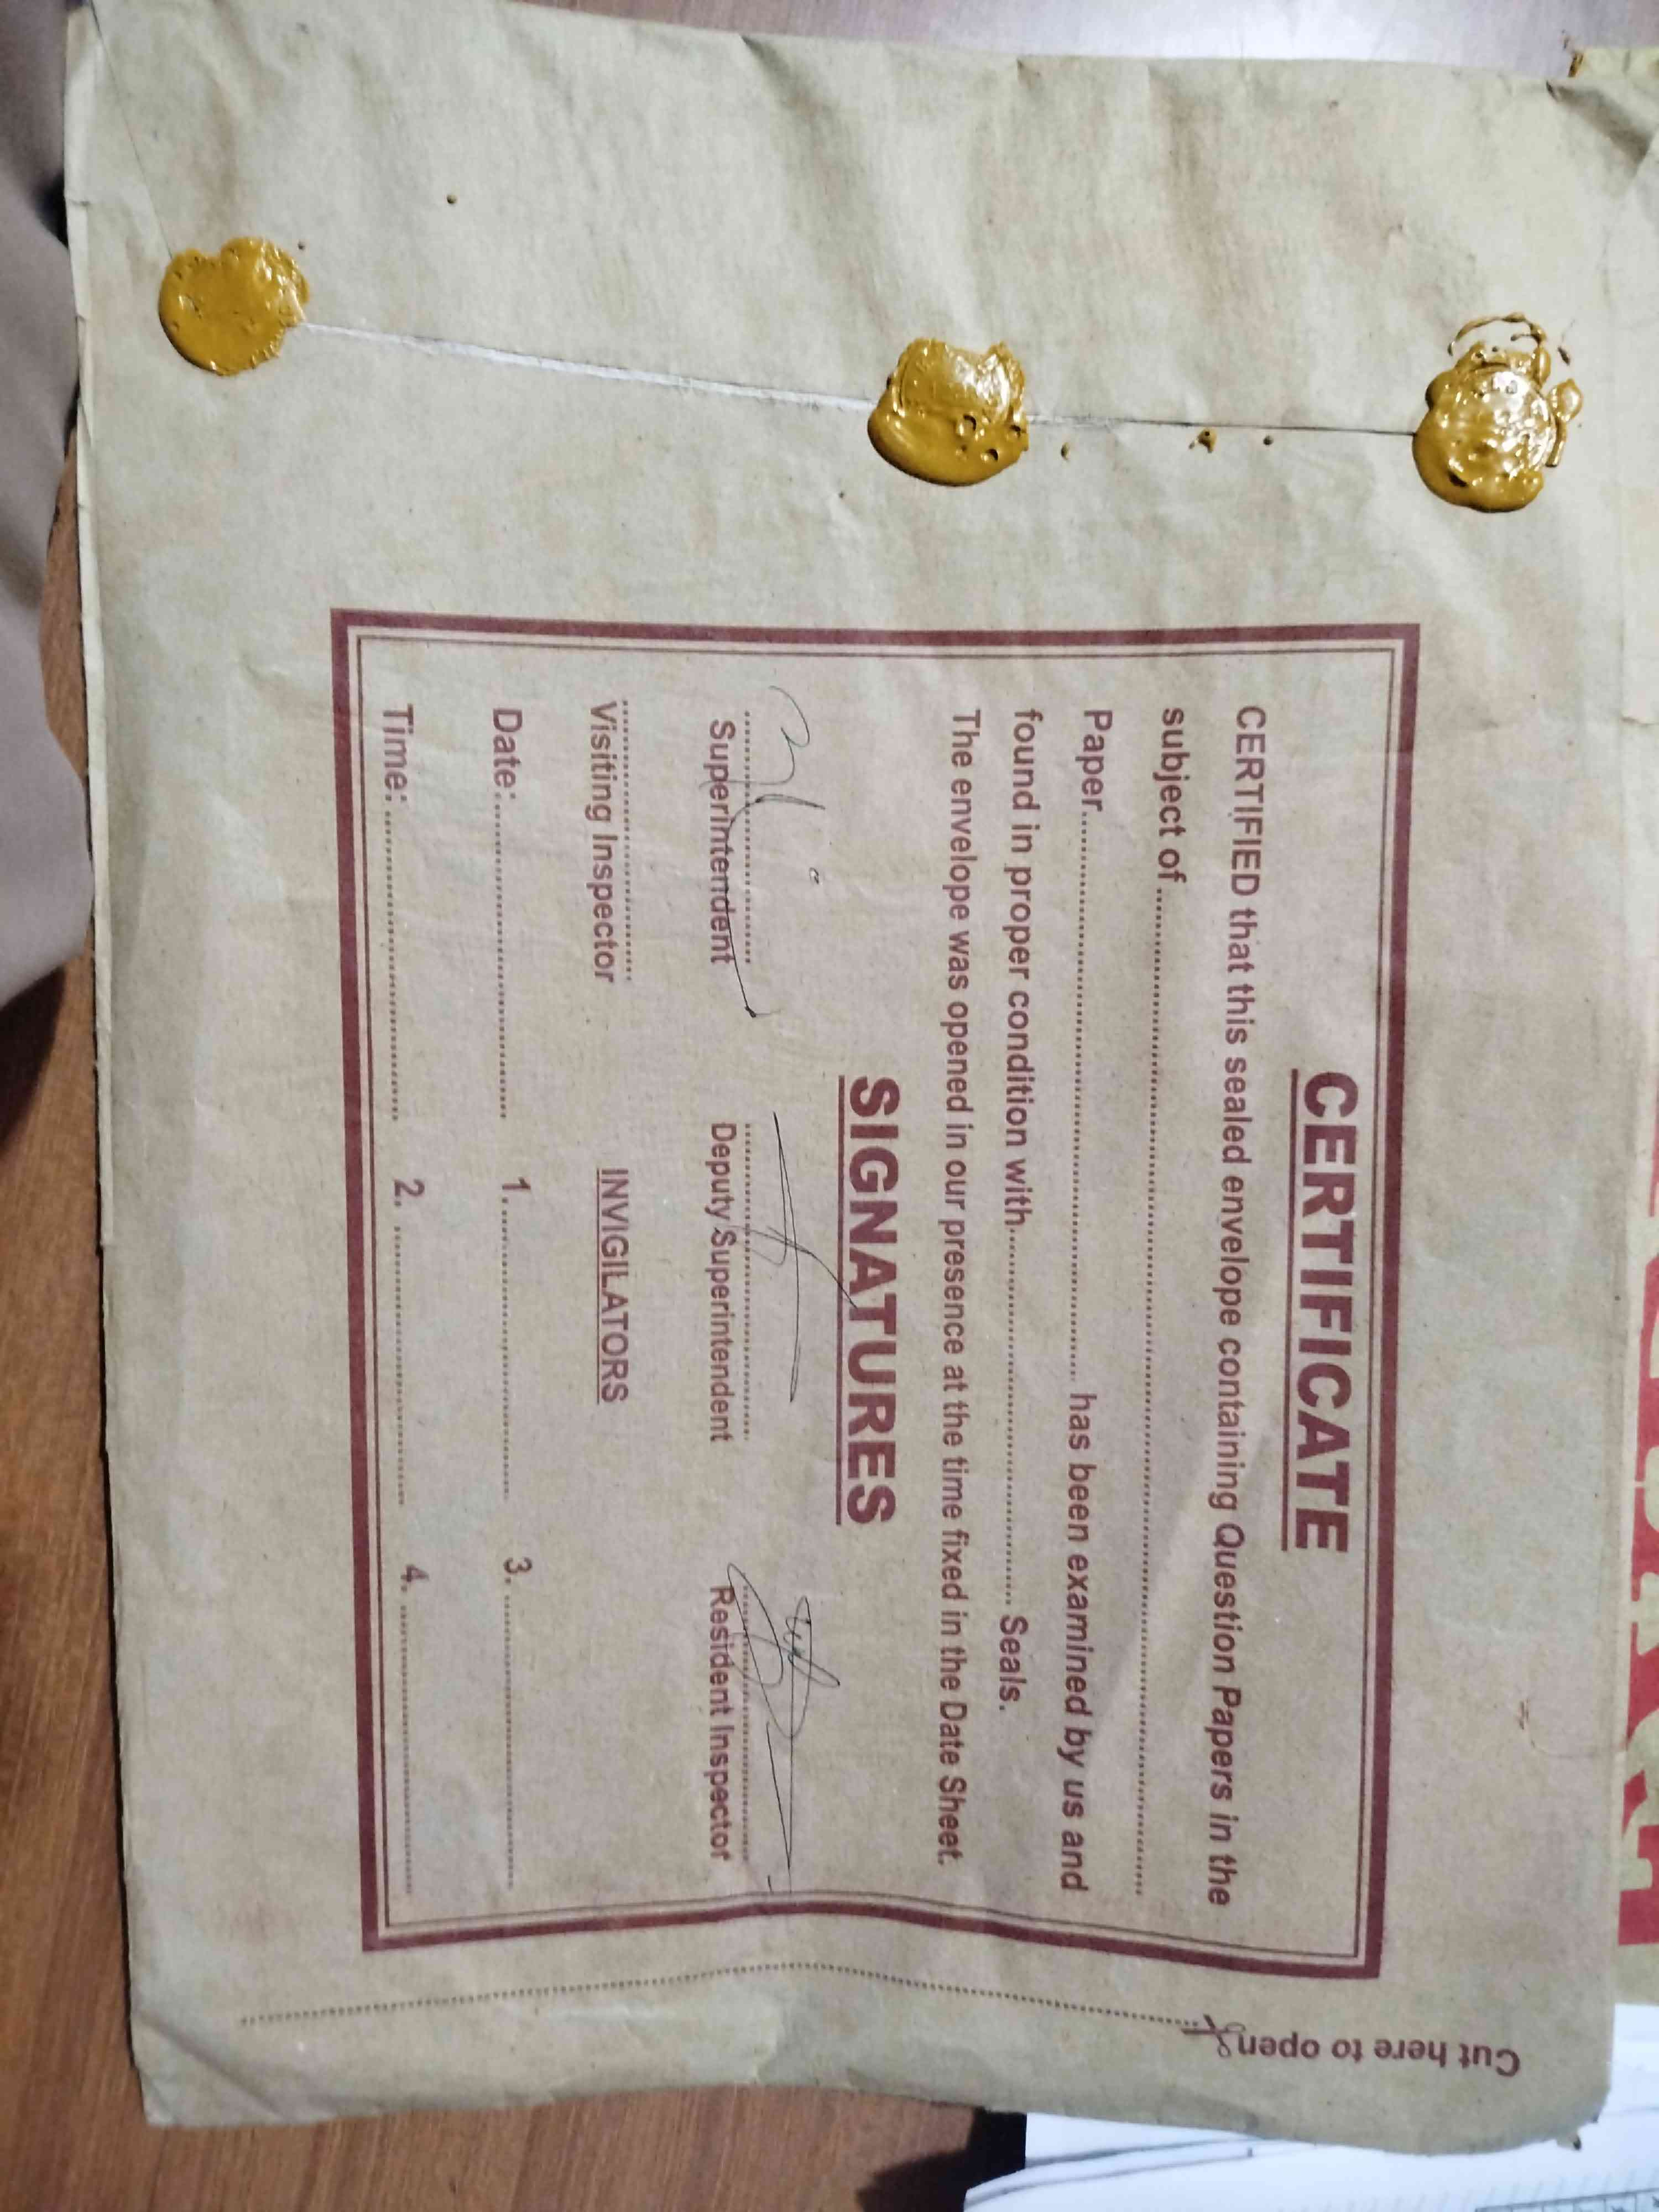 CERTIFICATE
CERTIFIED that this sealed envelope containing Question Papers in the
subject of ........................................................................
Paper.................................................. has been examined by us and
found in proper condition with.................................. Seals.
The envelope was opened in our presence at the time fixed in the Date Sheet.
SIGNATURES
Superintendent Deputy Superintendent Resident Inspector
Visiting Inspector INVIGILATORS
Date:.............................. 1............................. 3. .............................
Time: .............................. 2. ............................. 4. .............................
Cut here to open